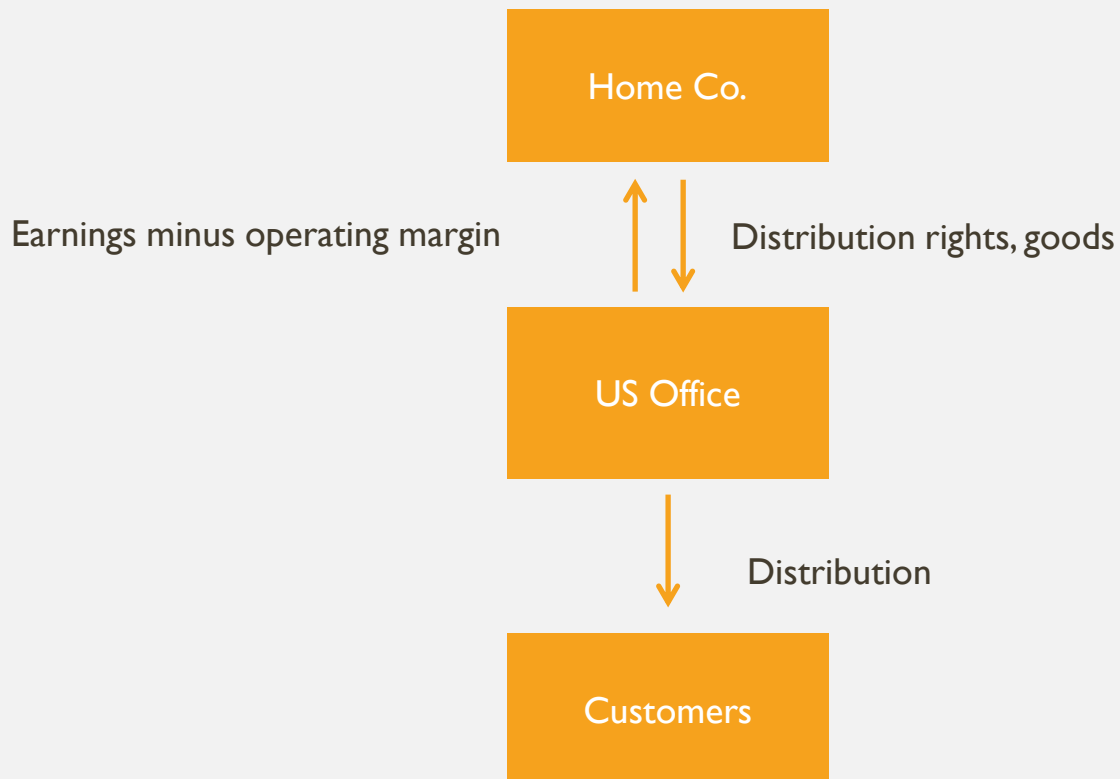 Home Co.
Earnings minus operating margin
Distribution rights, goods
US Office
Distribution
Customers